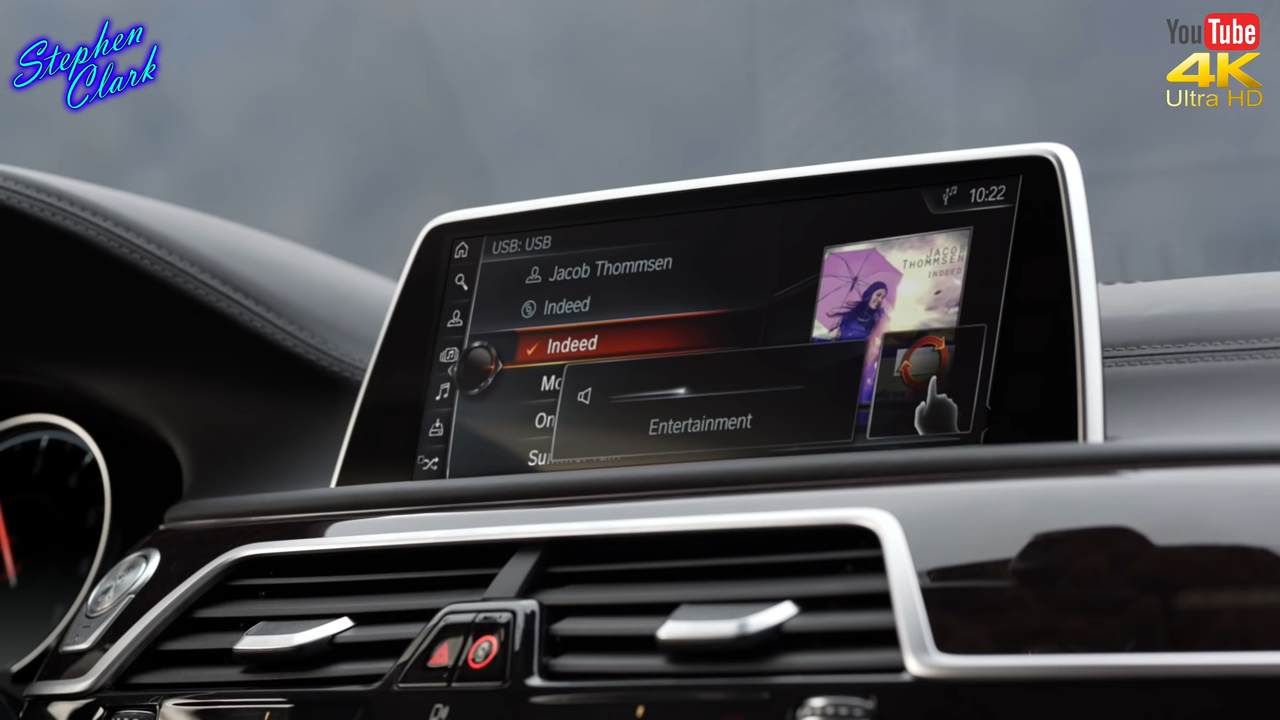 Stephen
Clark
YouTube
4K
Ultra HD
10:22
USB: USB
Jacob Thommsen
Indeed
Indeed
JACOB
THOMMSEN
INDEED
Entertainment